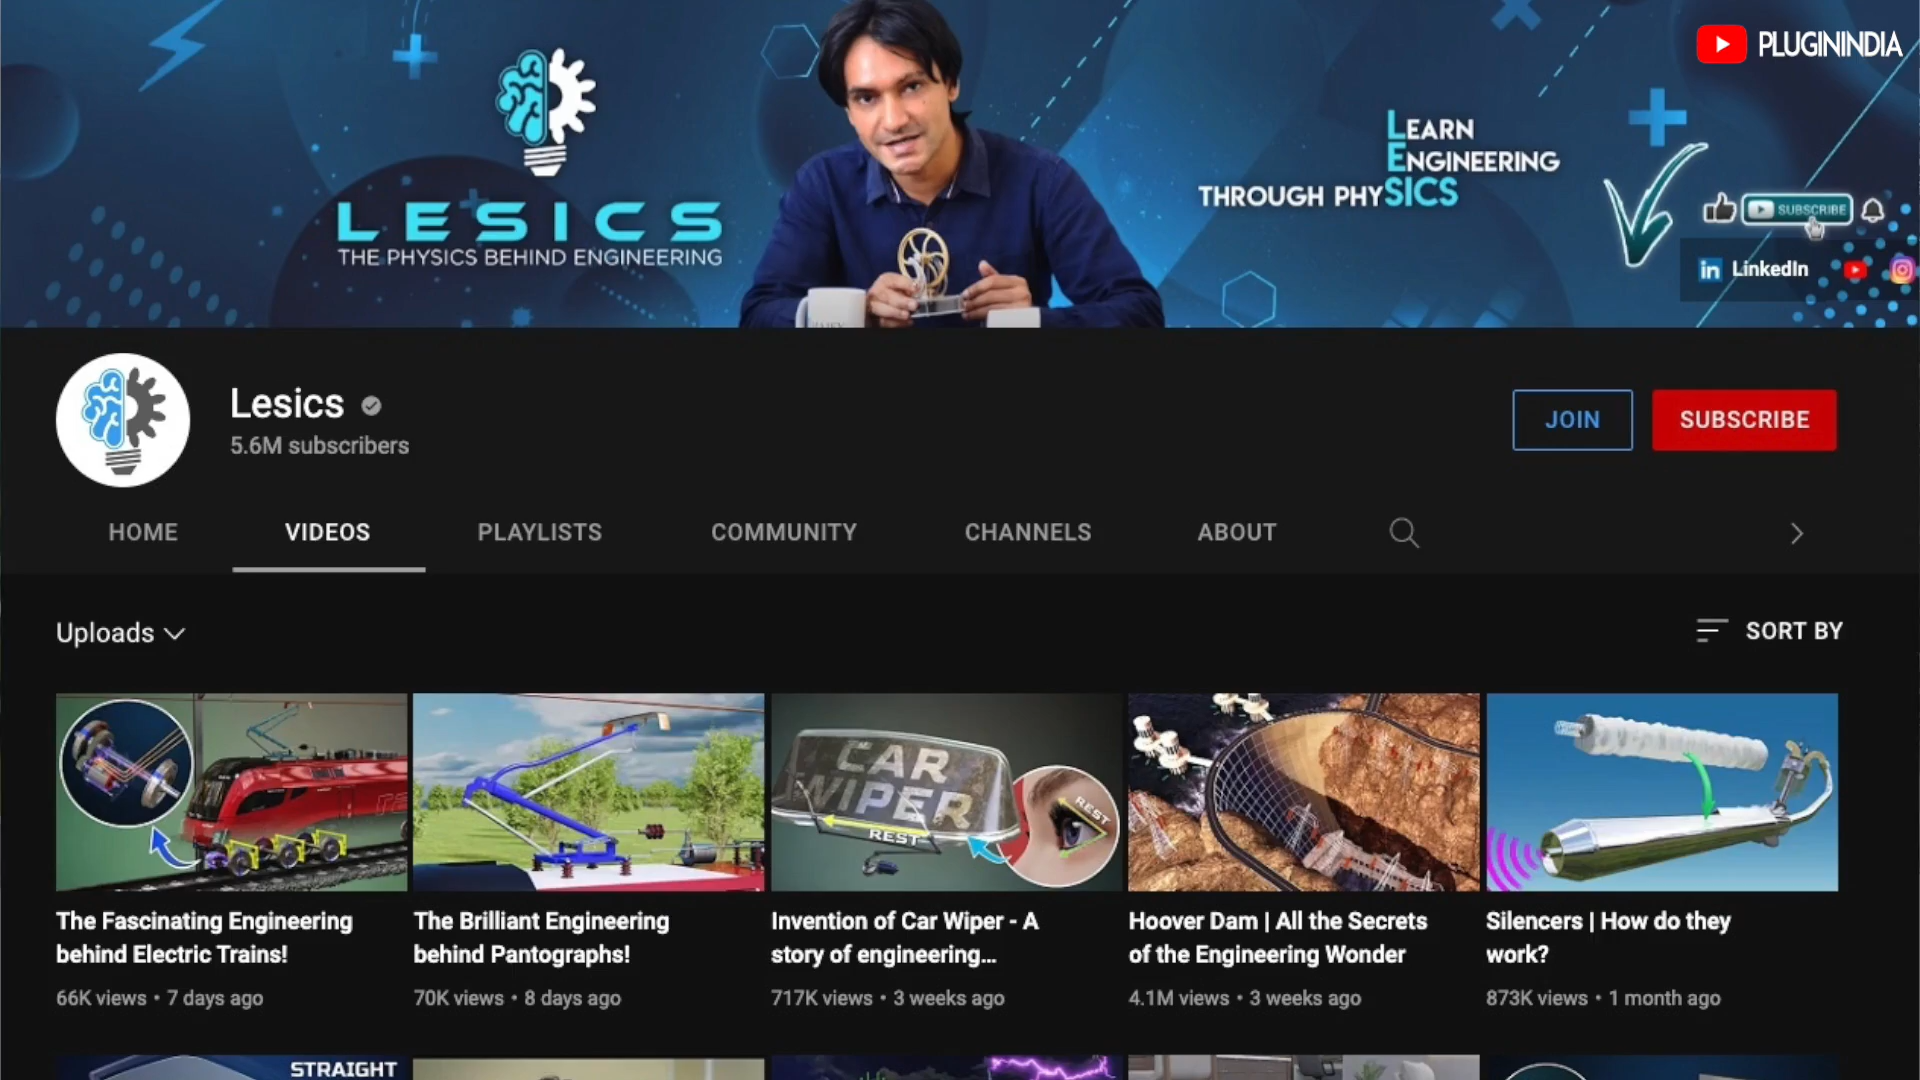 PLUGININDIA
LESICS
THE PHYSICS BEHIND ENGINEERING
LEARN
ENGINEERING
THROUGH PHYSICS
SUBSCRIBE
LinkedIn
Lesics
5.6M subscribers
JOIN
SUBSCRIBE
HOME
VIDEOS
PLAYLISTS
COMMUNITY
CHANNELS
ABOUT
Uploads
SORT BY
CAR
WIPER
REST
REST
The Fascinating Engineering
behind Electric Trains!
66K views • 7 days ago
The Brilliant Engineering
behind Pantographs!
70K views • 8 days ago
Invention of Car Wiper - A
story of engineering...
717K views • 3 weeks ago
Hoover Dam | All the Secrets
of the Engineering Wonder
4.1M views • 3 weeks ago
Silencers | How do they
work?
873K views • 1 month ago
STRAIGHT